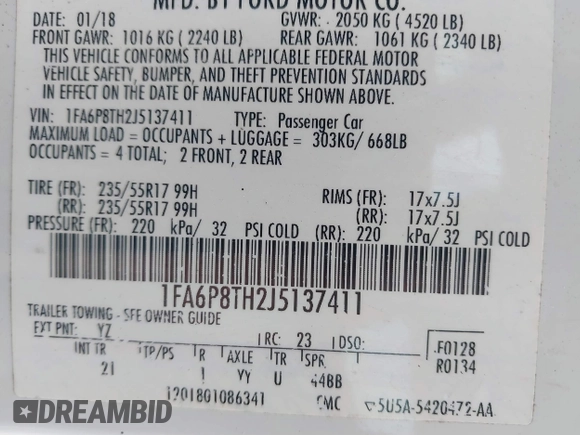 MFD. BY FORD MOTOR CO.
DATE: 01/18 GVWR: 2050 KG ( 4520 LB)
FRONT GAWR: 1016 KG ( 2240 LB) REAR GAWR: 1061 KG ( 2340 LB)
THIS VEHICLE CONFORMS TO ALL APPLICABLE FEDERAL MOTOR
VEHICLE SAFETY, BUMPER, AND THEFT PREVENTION STANDARDS
IN EFFECT ON THE DATE OF MANUFACTURE SHOWN ABOVE.
VIN: 1FA6P8TH2J5137411 TYPE: Passenger Car
MAXIMUM LOAD = OCCUPANTS + LUGGAGE = 303KG/ 668LB
OCCUPANTS = 4 TOTAL; 2 FRONT, 2 REAR
TIRE (FR): 235/55R17 99H RIMS (FR): 17x7.5J
(RR): 235/55R17 99H (RR): 17x7.5J
PRESSURE (FR): 220 kPa/ 32 PSI COLD (RR): 220 kPa/ 32 PSI COLD
1FA6P8TH2J5137411
TRAILER TOWING - SEE OWNER GUIDE
EXT PNT: YZ RC: 23 DSO: F0128
INT TR TP/PS R AXLE TR SPR R0134
21 YY U 44BB
1201801086341 5U5A-5420472-AA
DREAMBID